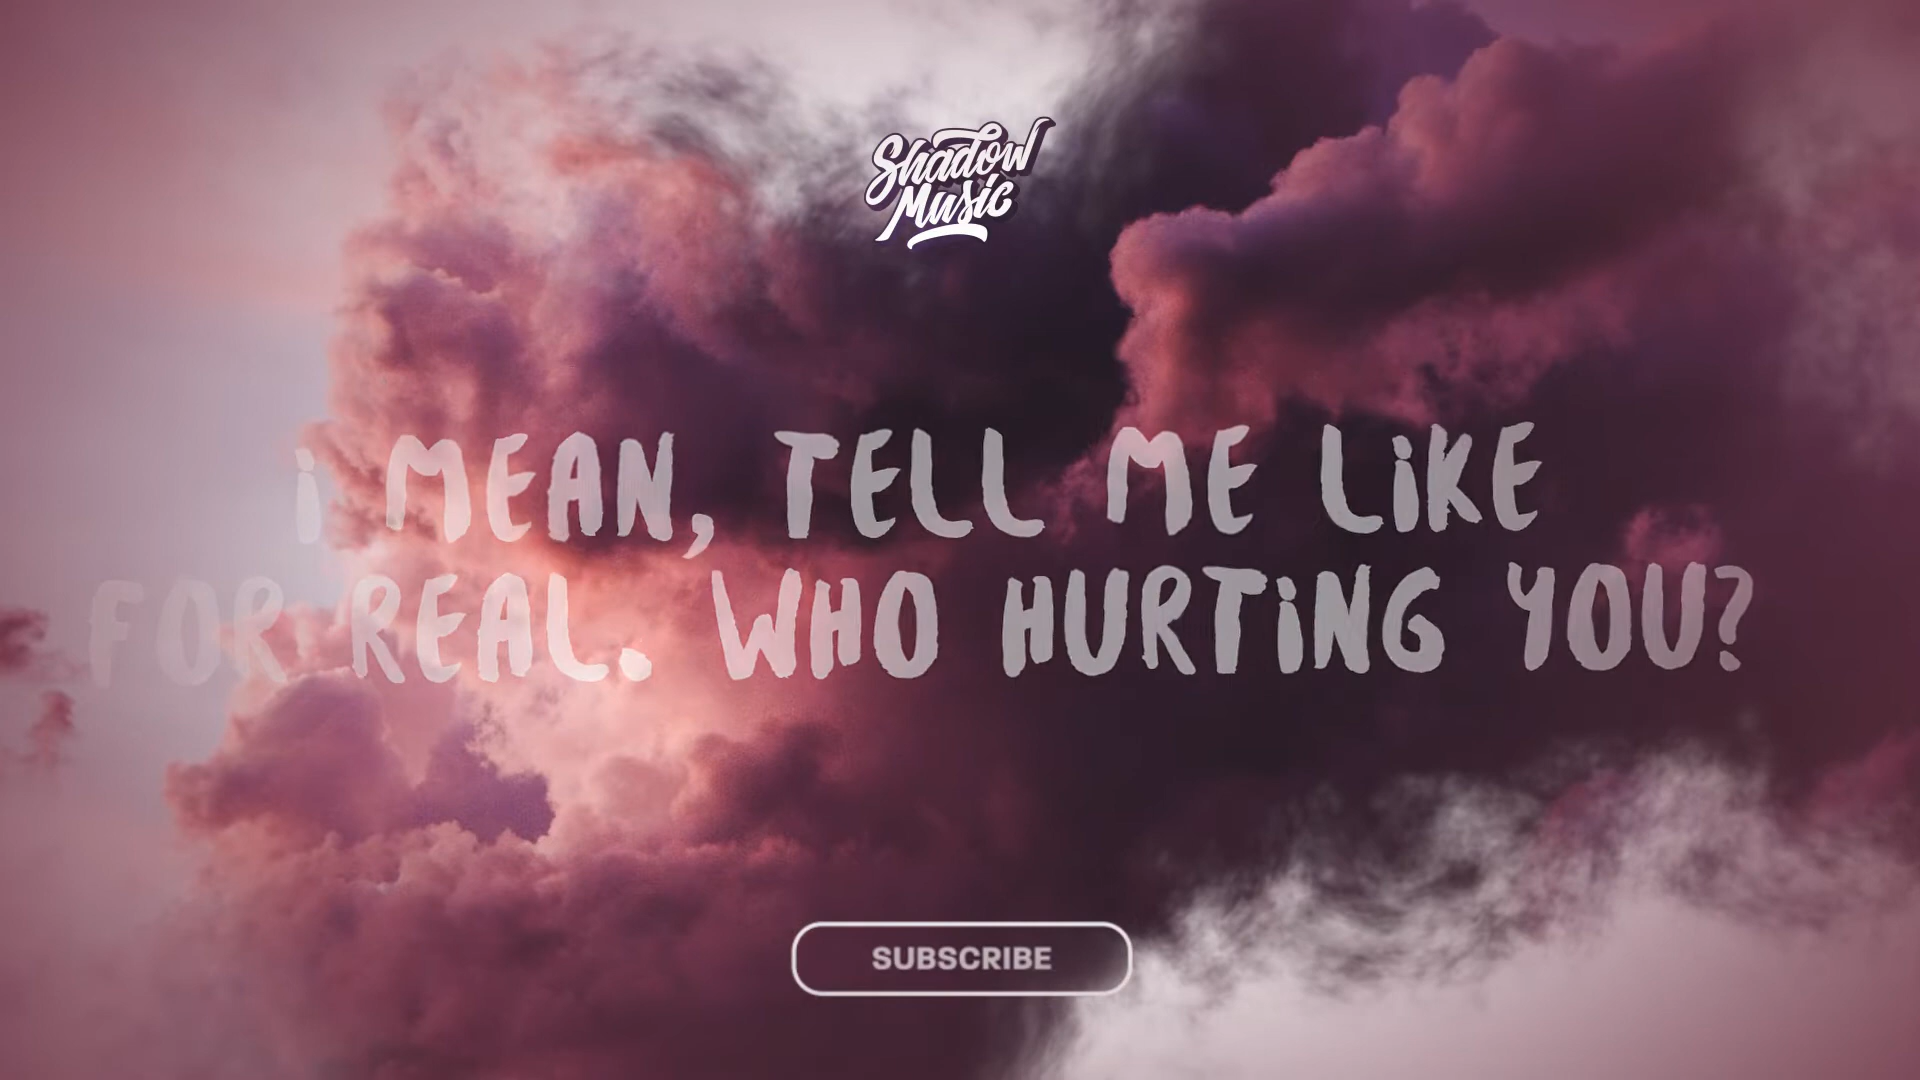 Shadow
Music
i MEAN, TELL ME LiKE
FOR REAL. WHO HURTiNG YOU?
SUBSCRIBE